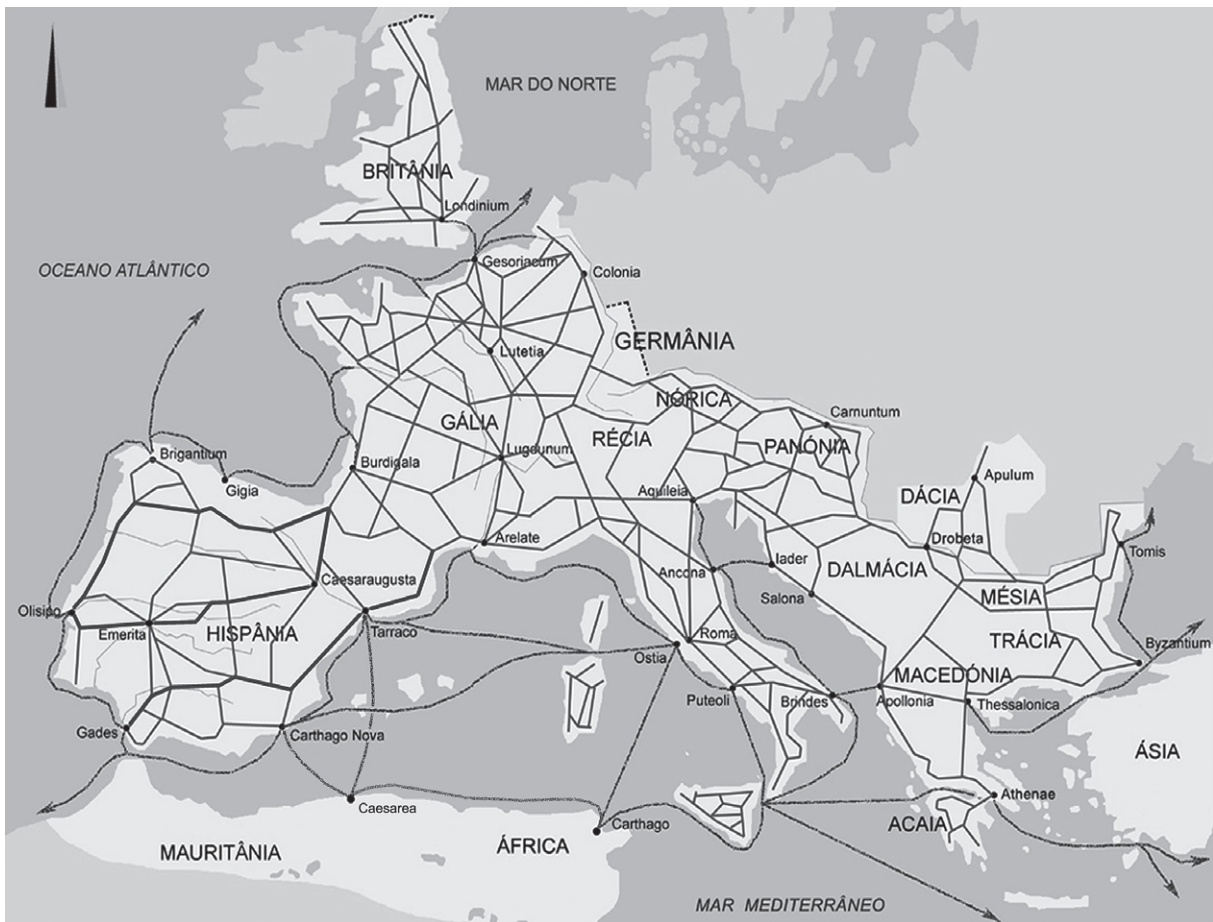 MAR DO NORTE
BRITÂNIA
Londinium
OCEANO ATLÂNTICO
Gesoriacum
Colonia
GERMÂNIA
Lutetia
NÓRICA
Carnuntum
GÁLIA
RÉCIA
PANÓNIA
Brigantium
Burdigala
Lugdunum
Gigia
Aquileia
Apulum
DÁCIA
Arelate
Drobeta
Tomis
Caesaraugusta
Ancona
Iader
DALMÁCIA
Salona
MÉSIA
Olisipo
Emerita
HISPÂNIA
Tarraco
Roma
TRÁCIA
Ostia
Byzantium
MACEDÓNIA
Puteoli
Brindes
Apollonia
Thessalonica
Gades
Carthago Nova
ÁSIA
Caesarea
Athenae
Carthago
ACAIA
MAURITÂNIA
ÁFRICA
MAR MEDITERRÂNEO